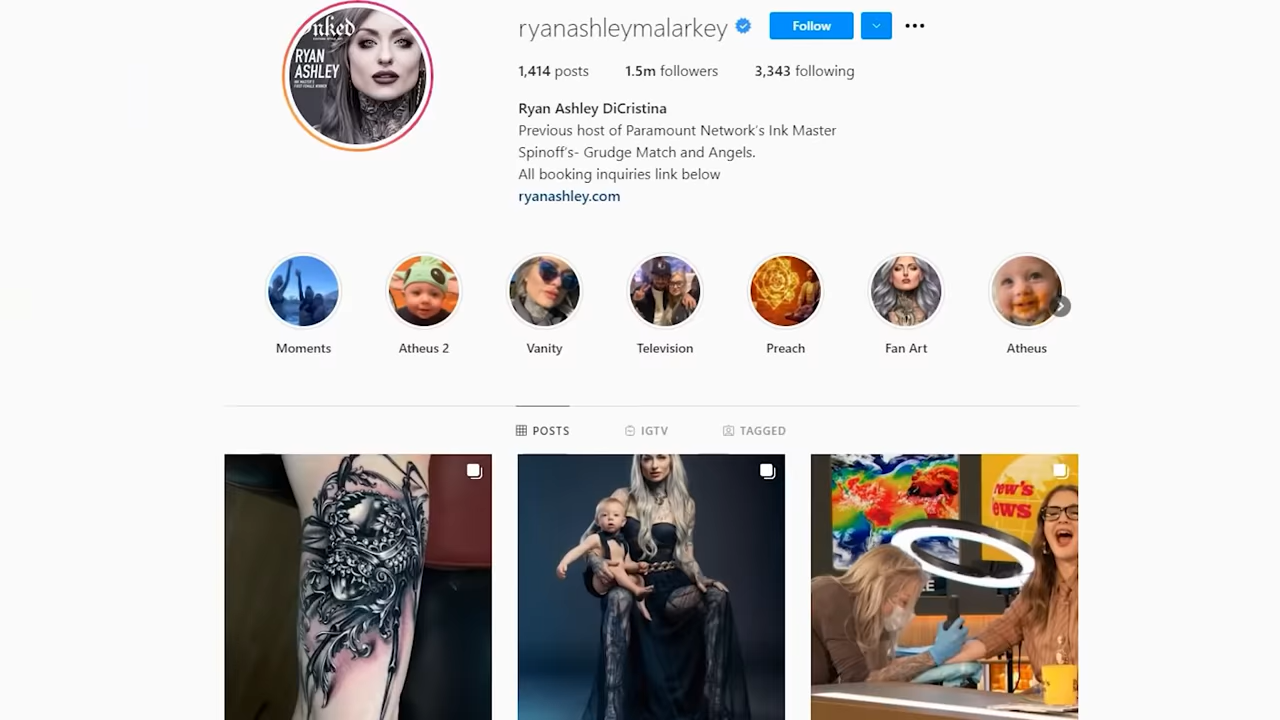 ryanashleymalarkey
Follow
1,414 posts
1.5m followers
3,343 following
Inked
RYAN
ASHLEY
Ryan Ashley DiCristina
Previous host of Paramount Network's Ink Master
Spinoff's- Grudge Match and Angels.
All booking inquiries link below
ryanashley.com
Moments
Atheus 2
Vanity
Television
Preach
Fan Art
Atheus
POSTS
IGTV
TAGGED